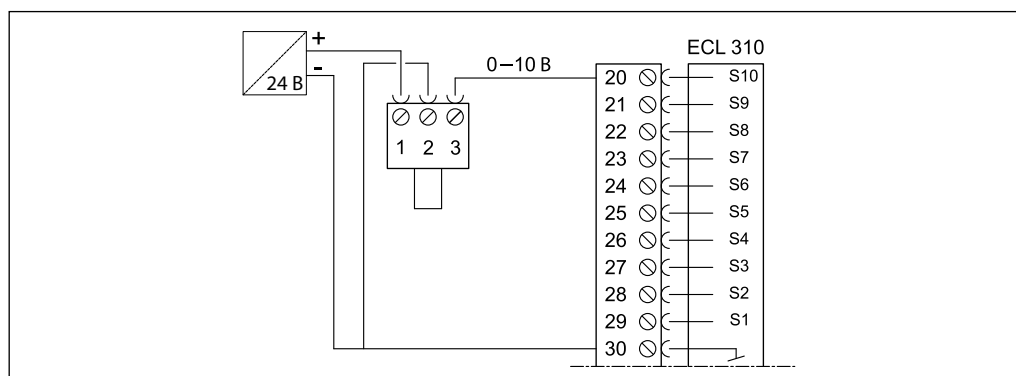 ECL 310
+
-
24 В
0–10 В
1 2 3
20 S10
21 S9
22 S8
23 S7
24 S6
25 S5
26 S4
27 S3
28 S2
29 S1
30